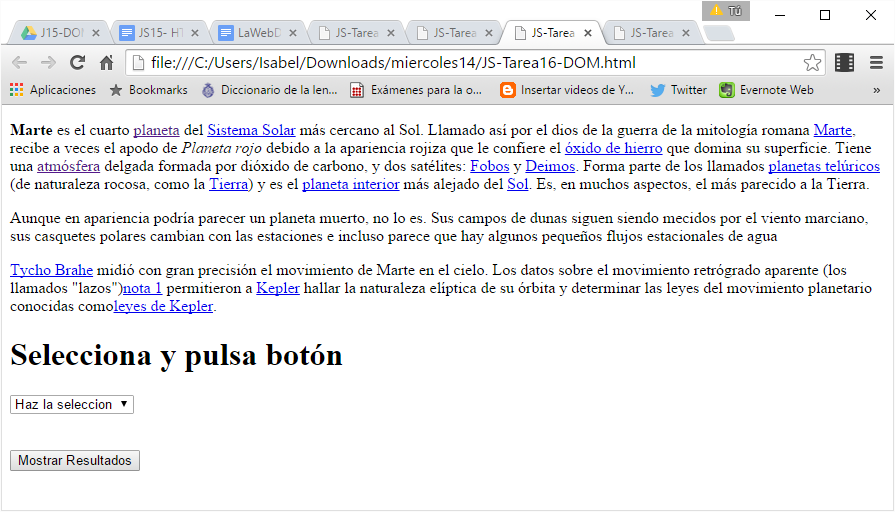 Tú
J15-DOM
JS15- HT
LaWebD
JS-Tarea
JS-Tarea
JS-Tarea
JS-Tarea
file:///C:/Users/Isabel/Downloads/miercoles14/JS-Tarea16-DOM.html
Aplicaciones Bookmarks Diccionario de la len... Exámenes para la o... Insertar videos de Y... Twitter Evernote Web »
Marte es el cuarto planeta del Sistema Solar más cercano al Sol. Llamado así por el dios de la guerra de la mitología romana Marte,
recibe a veces el apodo de Planeta rojo debido a la apariencia rojiza que le confiere el óxido de hierro que domina su superficie. Tiene
una atmósfera delgada formada por dióxido de carbono, y dos satélites: Fobos y Deimos. Forma parte de los llamados planetas telúricos
(de naturaleza rocosa, como la Tierra) y es el planeta interior más alejado del Sol. Es, en muchos aspectos, el más parecido a la Tierra.
Aunque en apariencia podría parecer un planeta muerto, no lo es. Sus campos de dunas siguen siendo mecidos por el viento marciano,
sus casquetes polares cambian con las estaciones e incluso parece que hay algunos pequeños flujos estacionales de agua
Tycho Brahe midió con gran precisión el movimiento de Marte en el cielo. Los datos sobre el movimiento retrógrado aparente (los
llamados "lazos")nota 1 permitieron a Kepler hallar la naturaleza elíptica de su órbita y determinar las leyes del movimiento planetario
conocidas comoleyes de Kepler.
Selecciona y pulsa botón
Haz la seleccion
Mostrar Resultados